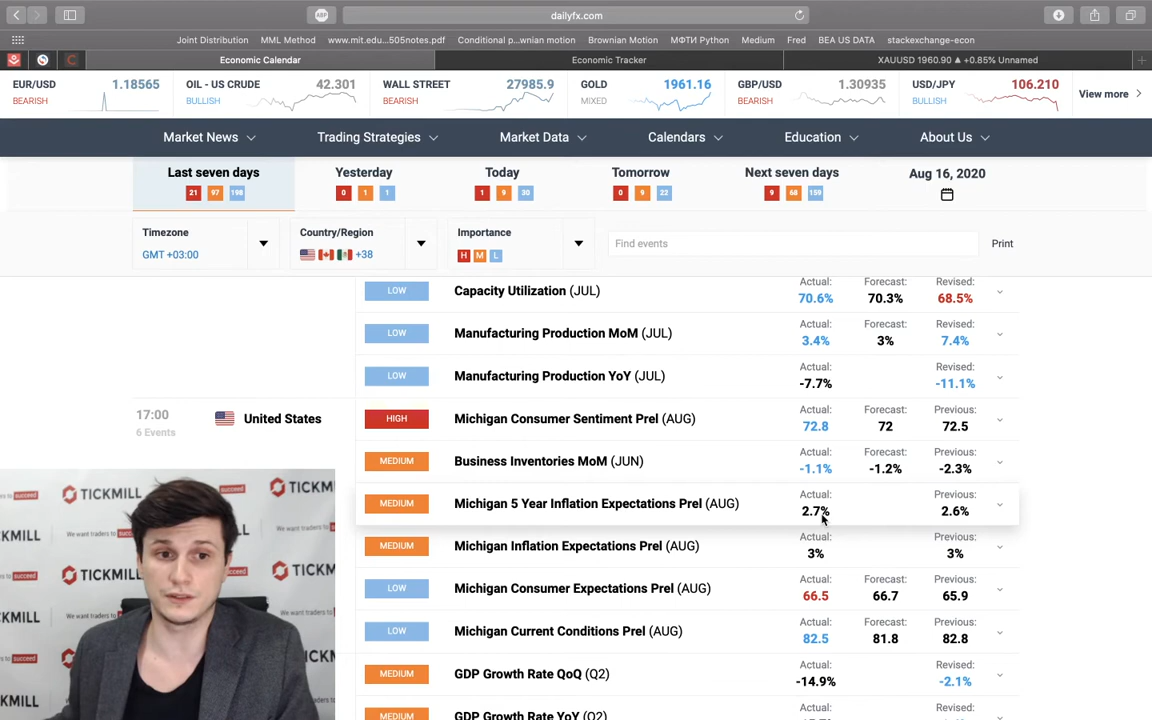 dailyfx.com
ABP
Joint Distribution MML Method www.mit.edu...505notes.pdf Conditional p...wnian motion Brownian Motion МФТИ Python Medium Fred BEA US DATA stackexchange-econ
Economic Calendar Economic Tracker XAUUSD 1960.90 ▲ +0.85% Unnamed
EUR/USD 1.18565 OIL - US CRUDE 42.301 WALL STREET 27985.9 GOLD 1961.16 GBP/USD 1.30935 USD/JPY 106.210 View more
BEARISH BULLISH BEARISH MIXED BEARISH BULLISH
Market News Trading Strategies Market Data Calendars Education About Us
Last seven days Yesterday Today Tomorrow Next seven days Aug 16, 2020
21 97 198 0 1 1 1 9 30 0 9 22 9 68 159
Timezone Country/Region Importance
GMT +03:00 +38 H M L Find events Print
LOW Capacity Utilization (JUL) Actual: Forecast: Revised:
70.6% 70.3% 68.5%
LOW Manufacturing Production MoM (JUL) Actual: Forecast: Revised:
3.4% 3% 7.4%
LOW Manufacturing Production YoY (JUL) Actual: Revised:
-7.7% -11.1%
17:00 United States HIGH Michigan Consumer Sentiment Prel (AUG) Actual: Forecast: Previous:
6 Events 72.8 72 72.5
MEDIUM Business Inventories MoM (JUN) Actual: Forecast: Previous:
-1.1% -1.2% -2.3%
MEDIUM Michigan 5 Year Inflation Expectations Prel (AUG) Actual: Previous:
2.7% 2.6%
MEDIUM Michigan Inflation Expectations Prel (AUG) Actual: Previous:
3% 3%
LOW Michigan Consumer Expectations Prel (AUG) Actual: Forecast: Previous:
66.5 66.7 65.9
LOW Michigan Current Conditions Prel (AUG) Actual: Forecast: Previous:
82.5 81.8 82.8
MEDIUM GDP Growth Rate QoQ (Q2) Actual: Revised:
-14.9% -2.1%
MEDIUM GDP Growth Rate YoY (Q2) Actual: Revised:
TICKMILL
succeed
We want traders to succeed